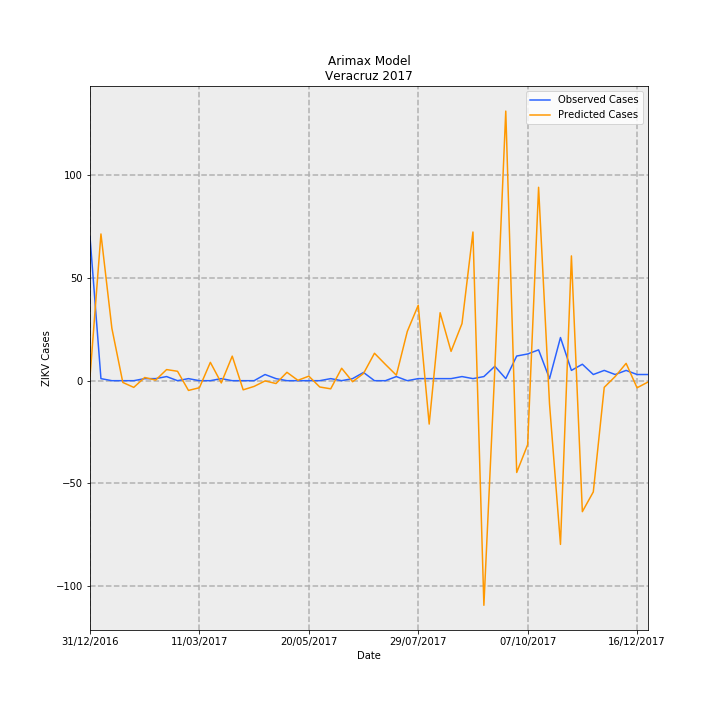 Arimax Model
Veracruz 2017
Observed Cases
Predicted Cases
ZIKV Cases
100
50
0
−50
−100
31/12/2016
11/03/2017
20/05/2017
29/07/2017
07/10/2017
16/12/2017
Date